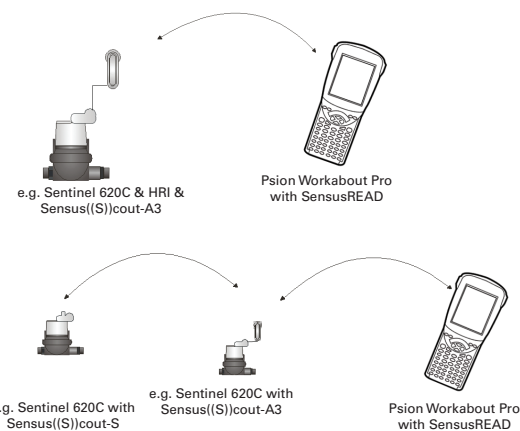 e.g. Sentinel 620C & HRI &
Sensus((S))cout-A3
Psion Workabout Pro
with SensusREAD
.g. Sentinel 620C with
Sensus((S))cout-S
e.g. Sentinel 620C with
Sensus((S))cout-A3
Psion Workabout Pro
with SensusREAD